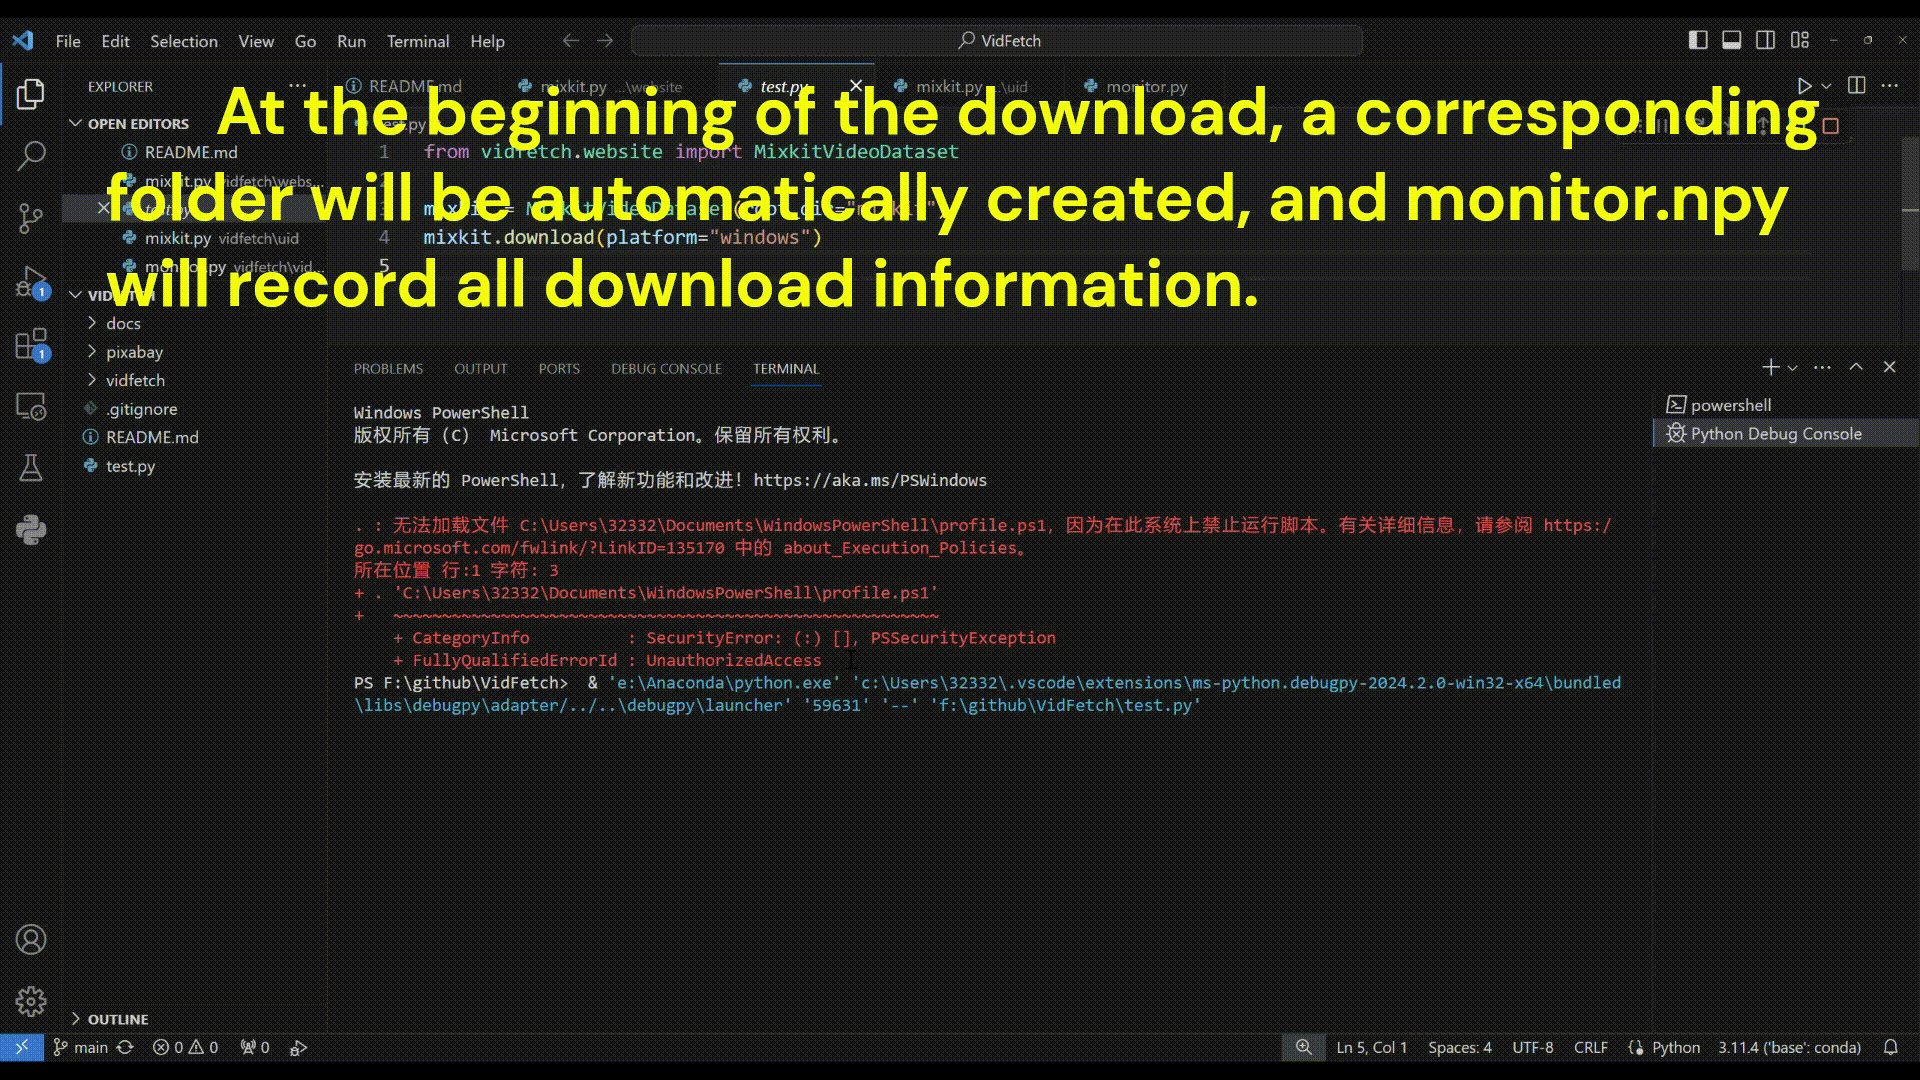 File Edit Selection View Go Run Terminal Help
VidFetch
EXPLORER
README.md
mixkit.py ...\website
test.py
mixkit.py ...\uid
monitor.py
At the beginning of the download, a corresponding
folder will be automatically created, and monitor.npy
will record all download information.
OPEN EDITORS
README.md
mixkit.py vidfetch\webs...
test.py
mixkit.py vidfetch\uid
monitor.py vidfetch\vid...
VIDFETCH
docs
pixabay
vidfetch
.gitignore
README.md
test.py
OUTLINE
test.py
1 from vidfetch.website import MixkitVideoDataset
3
4 mixkit.download(platform="windows")
5
PROBLEMS OUTPUT PORTS DEBUG CONSOLE TERMINAL
Windows PowerShell
版权所有 (C) Microsoft Corporation。保留所有权利。
安装最新的 PowerShell，了解新功能和改进！https://aka.ms/PSWindows
. : 无法加载文件 C:\Users\32332\Documents\WindowsPowerShell\profile.ps1，因为在此系统上禁止运行脚本。有关详细信息，请参阅 https:/
go.microsoft.com/fwlink/?LinkID=135170 中的 about_Execution_Policies。
所在位置 行:1 字符: 3
+ . 'C:\Users\32332\Documents\WindowsPowerShell\profile.ps1'
+ ~~~~~~~~~~~~~~~~~~~~~~~~~~~~~~~~~~~~~~~~~~~~~~~~~~~~~~~~
+ CategoryInfo : SecurityError: (:) [], PSSecurityException
+ FullyQualifiedErrorId : UnauthorizedAccess
PS F:\github\VidFetch> & 'e:\Anaconda\python.exe' 'c:\Users\32332\.vscode\extensions\ms-python.debugpy-2024.2.0-win32-x64\bundled
\libs\debugpy\adapter/../..\debugpy\launcher' '59631' '--' 'f:\github\VidFetch\test.py'
powershell
Python Debug Console
main 0 0 0
Ln 5, Col 1 Spaces: 4 UTF-8 CRLF Python 3.11.4 ('base': conda)